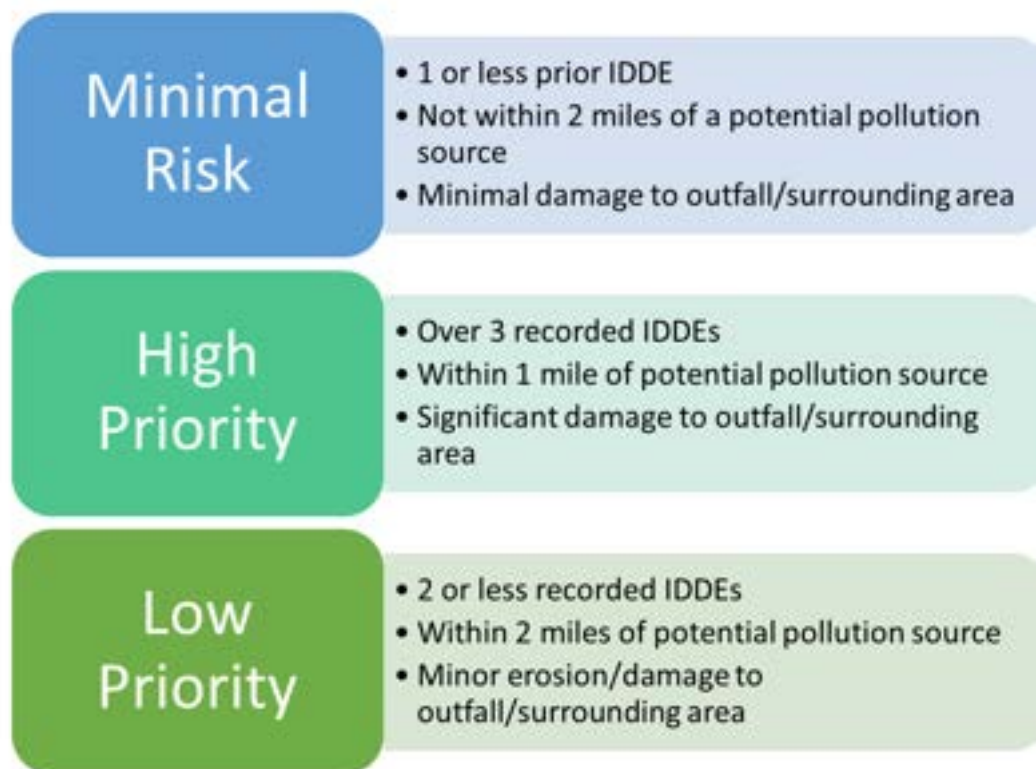 Minimal
Risk
• 1 or less prior IDDE
• Not within 2 miles of a potential pollution
source
• Minimal damage to outfall/surrounding area
High
Priority
• Over 3 recorded IDDEs
• Within 1 mile of potential pollution source
• Significant damage to outfall/surrounding
area
Low
Priority
• 2 or less recorded IDDEs
• Within 2 miles of potential pollution source
• Minor erosion/damage to
outfall/surrounding area